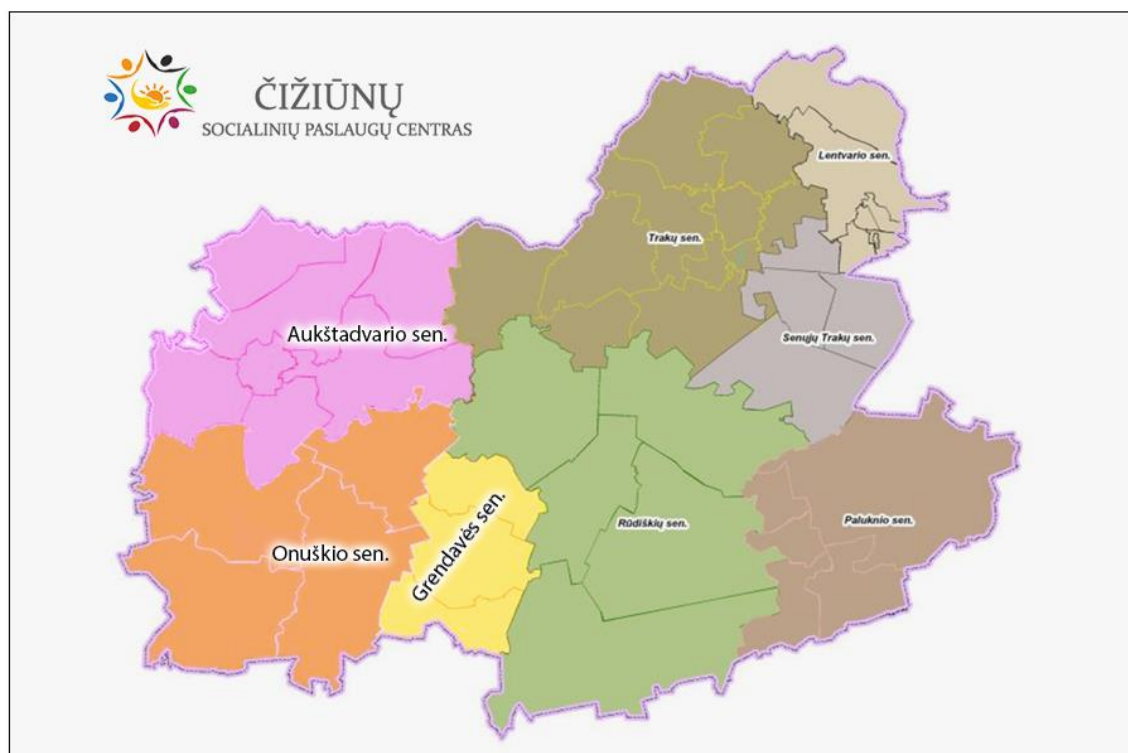 ČIŽIŪNŲ
SOCIALINIŲ PASLAUGŲ CENTRAS
Lentvario sen.
Trakų sen.
Aukštadvario sen.
Senųjų Trakų sen.
Onuškio sen.
Grendavės sen.
Rūdiškių sen.
Paluknio sen.